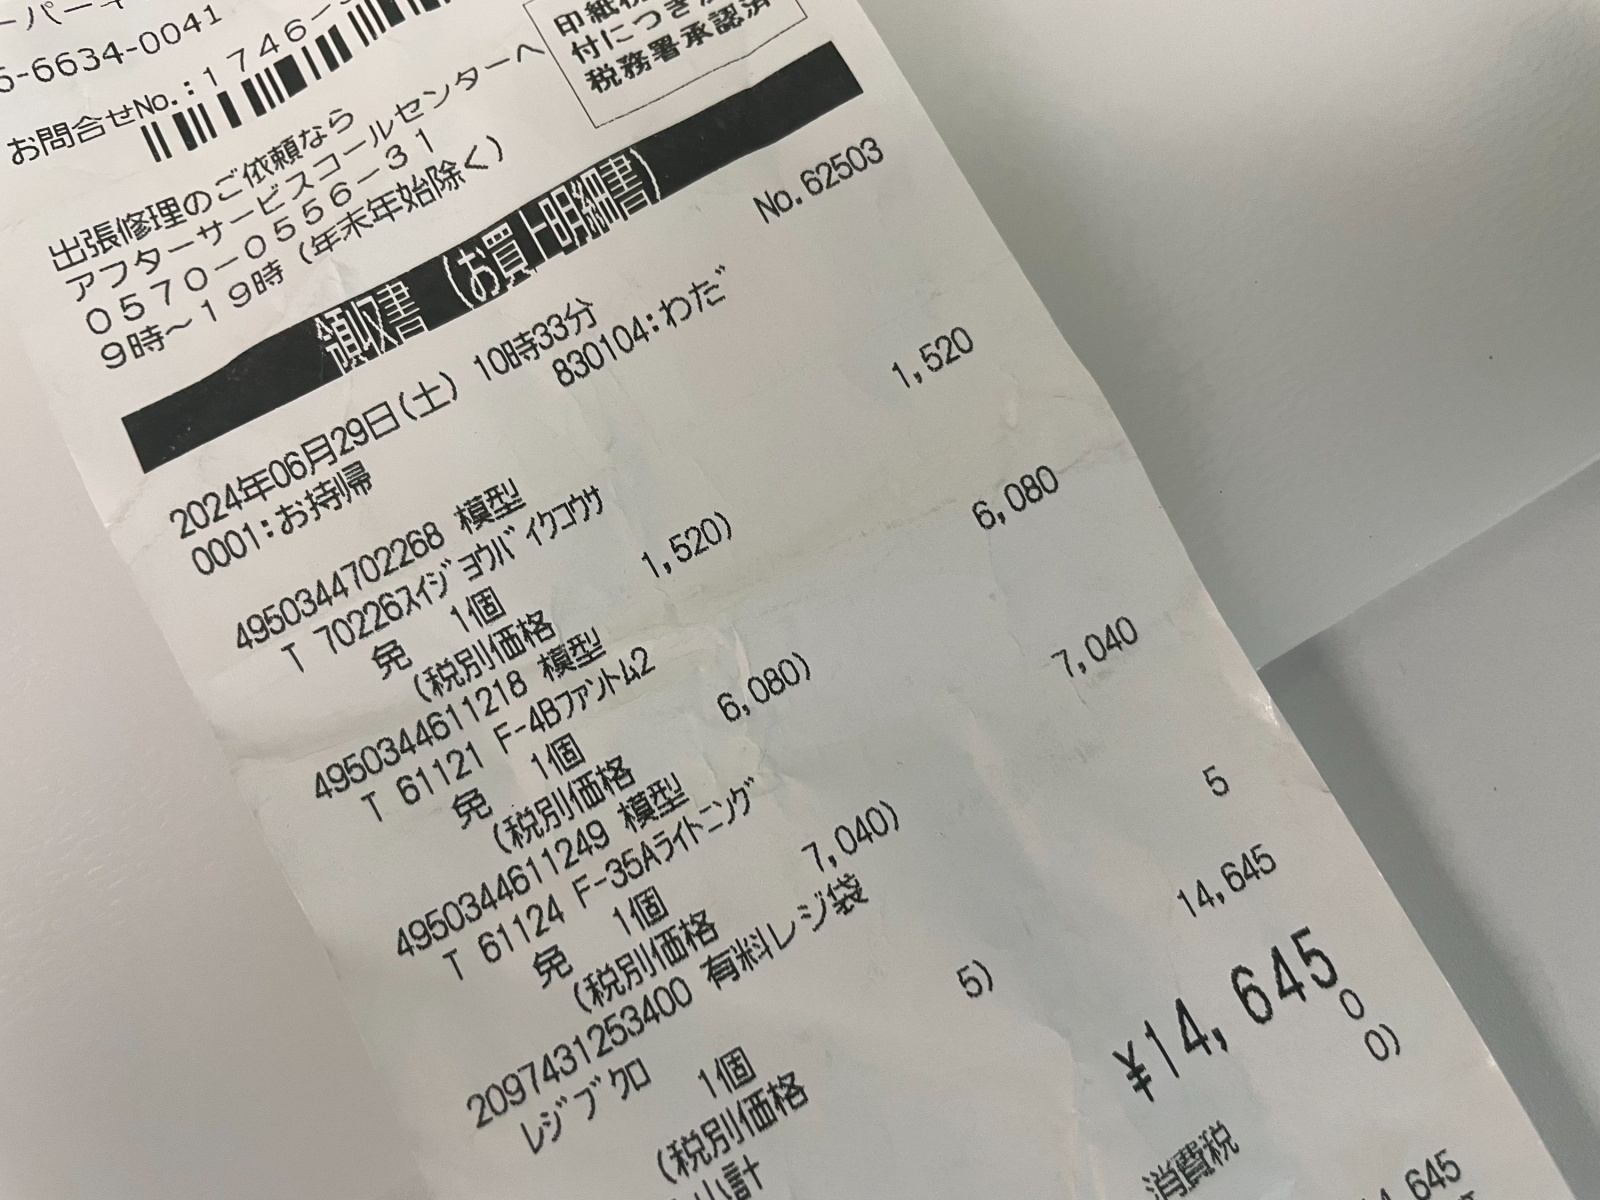 6-6634-0041
お問合せNo.:1746-
印紙税
付につき
税務署承認済
出張修理のご依頼なら
アフターサービスコールセンターへ
0570-0556-31
9時～19時(年末年始除く)
領収書 (お買上明細書)
No.62503
2024年06月29日(土) 10時33分
0001:お持帰 830104:わだ
4950344702268 模型 1,520
T 70226スイジョウバイクコウサ
免 1個
(税別価格 1,520)
4950344611218 模型 6,080
T 61121 F-4Bファントム2
免 1個
(税別価格 6,080)
4950344611249 模型 7,040
T 61124 F-35Aライトニング
免 1個
(税別価格 7,040)
2097431253400 有料レジ袋 5
レジブクロ 1個
(税別価格 5)
小計 14,645
¥14,645
0
消費税 0)
14,645